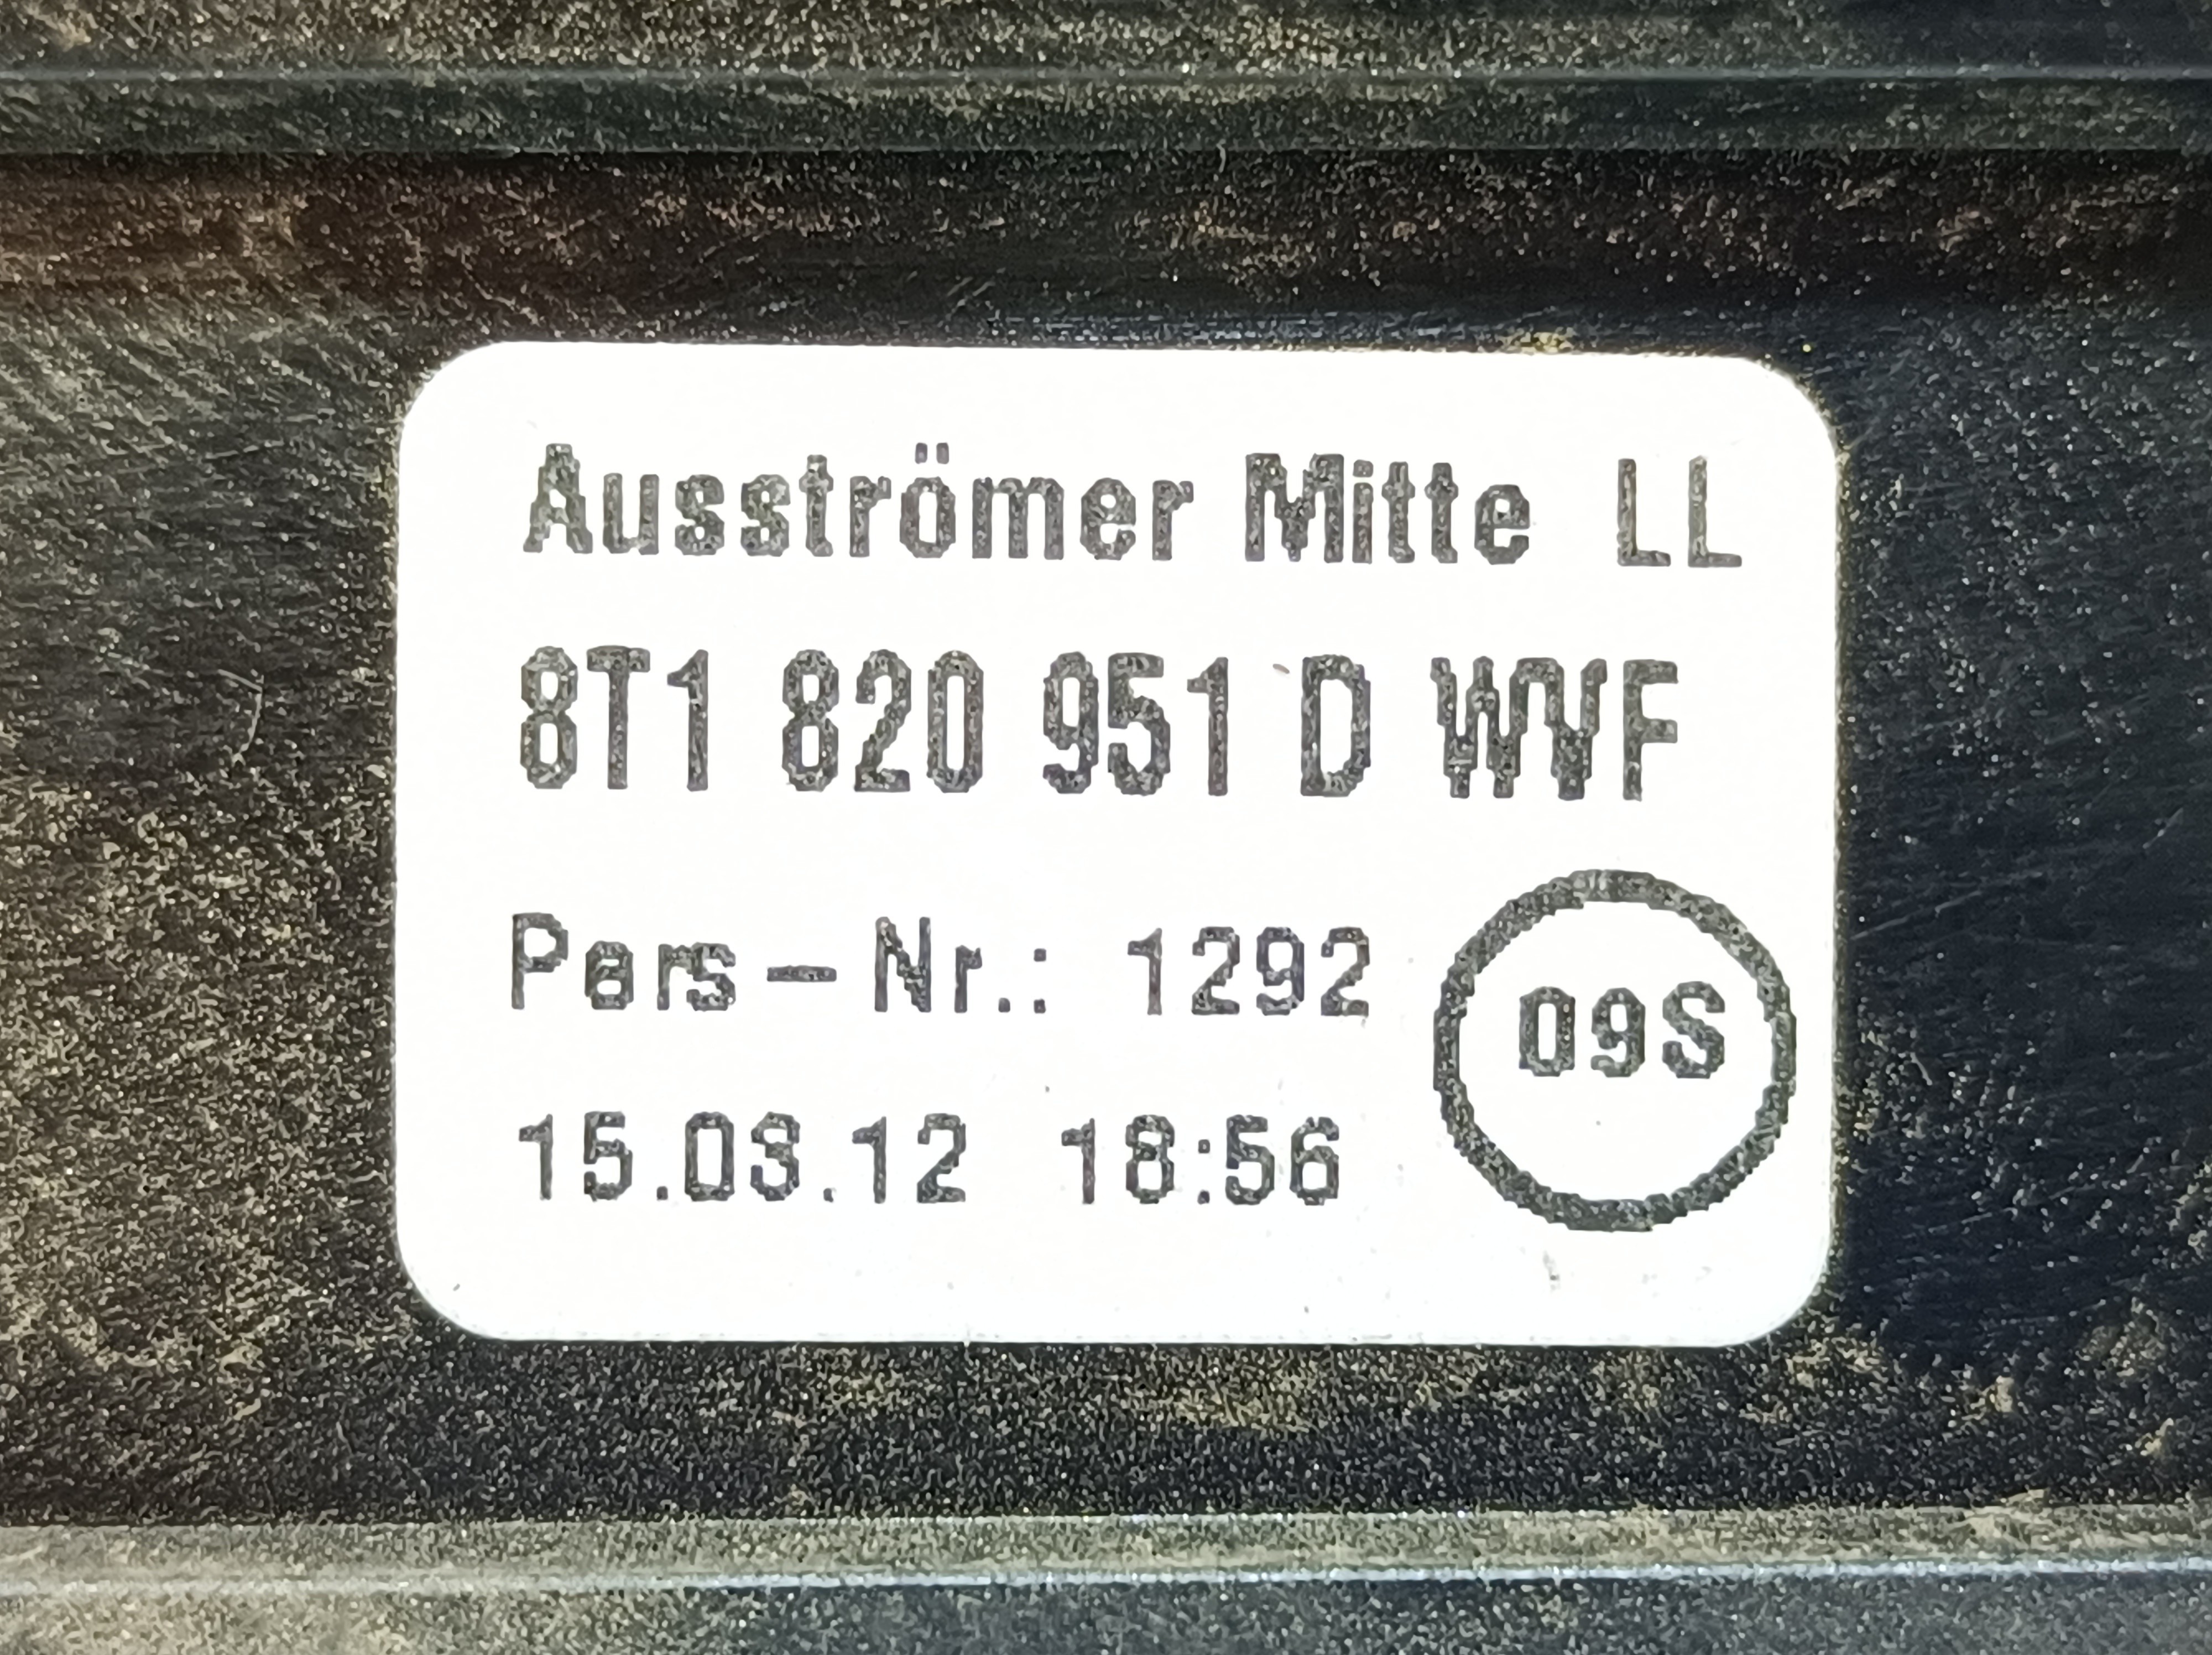 Ausströmer Mitte LL
8T1 820 951 D WVF
Pers-Nr.: 1292
09S
15.03.12 18:56